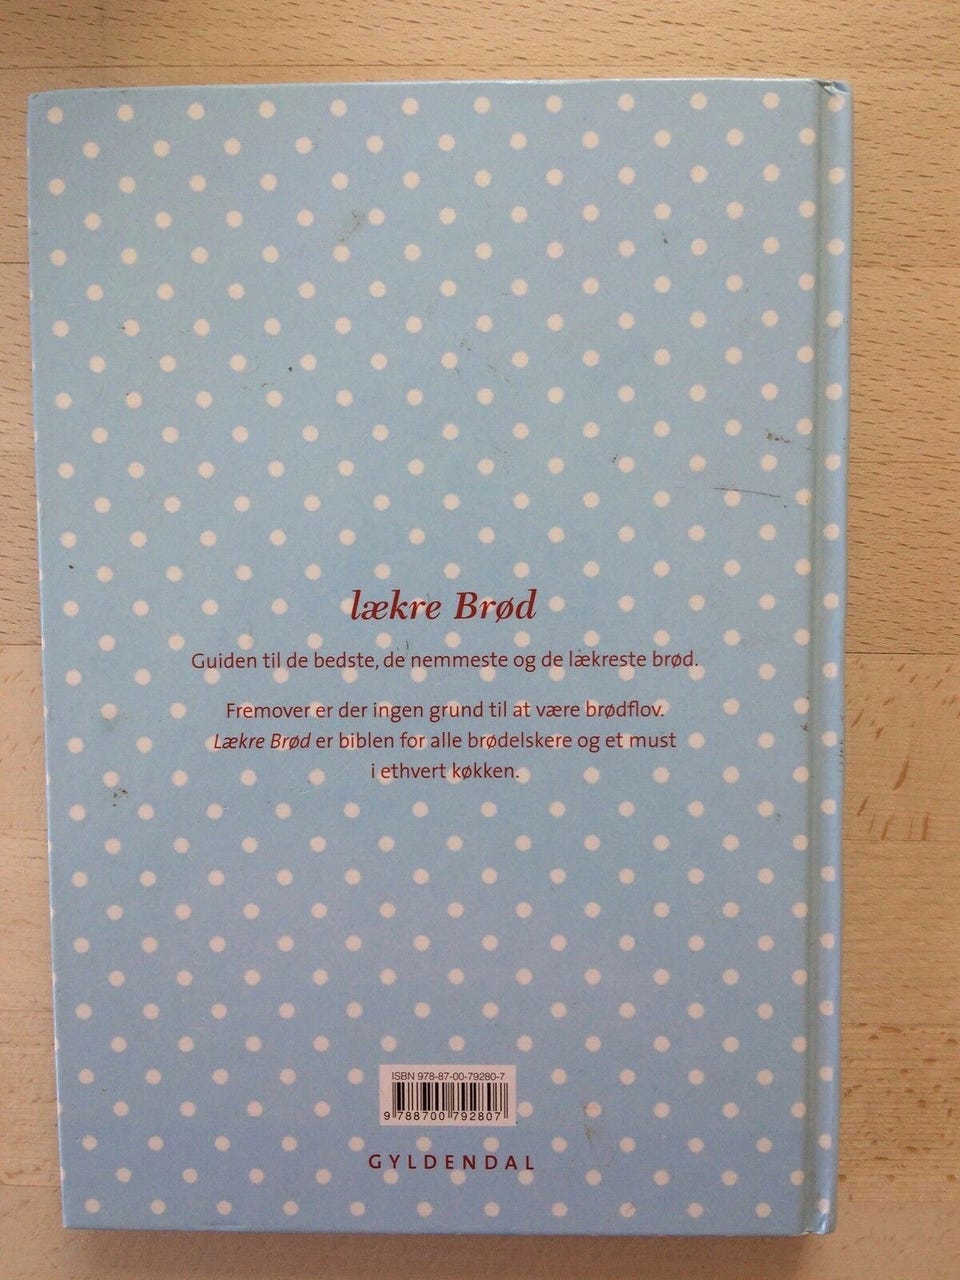 lækre Brød
Guiden til de bedste, de nemmeste og de lækreste brød.
Fremover er der ingen grund til at være brødflov.
Lækre Brød er biblen for alle brødelskere og et must
i ethvert køkken.
ISBN 978-87-00-79280-7
9 788700 792807
GYLDENDAL